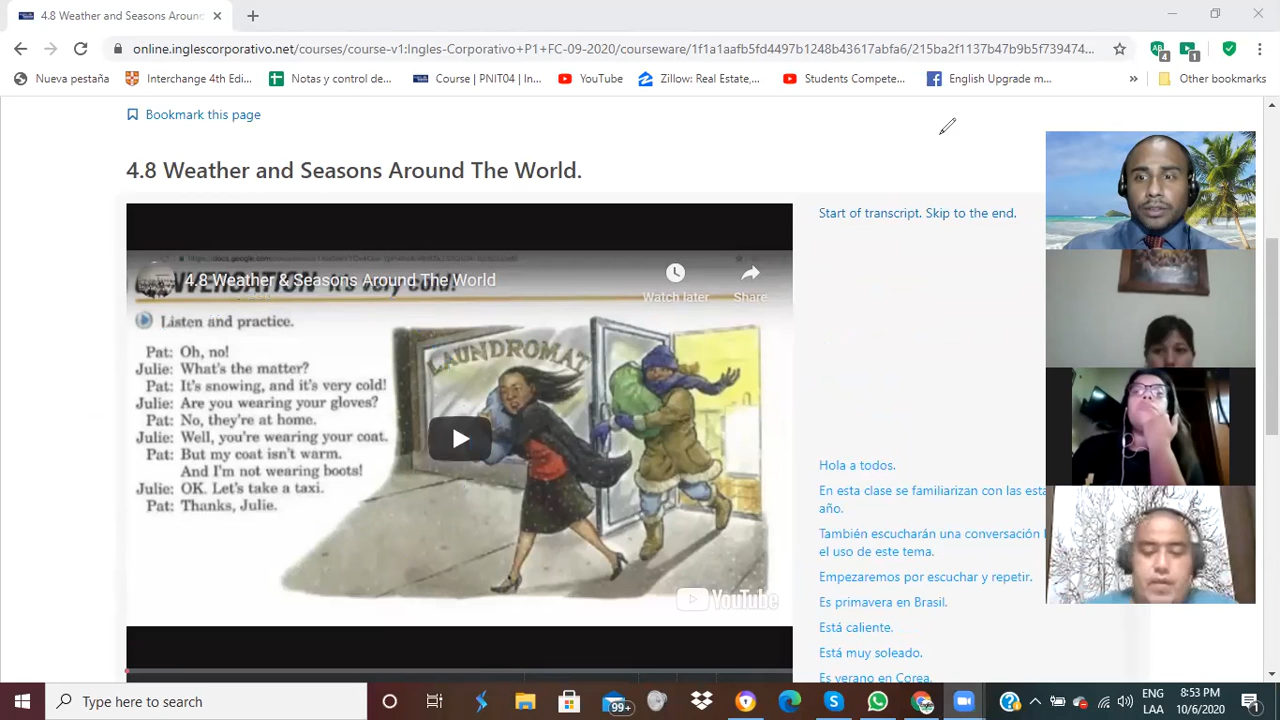 4.8 Weather and Seasons Aroun
online.inglescorporativo.net/courses/course-v1:Ingles-Corporativo+P1+FC-09-2020/courseware/1f1a1aafb5fd4497b1248b43617abfa6/215ba2f1137b47b9b5f739474...
4
1
Nueva pestaña
Interchange 4th Edi...
Notas y control de...
Course | PNIT04 | In...
YouTube
Zillow: Real Estate,...
Students Compete...
English Upgrade m...
»
Other bookmarks
Bookmark this page
4.8 Weather and Seasons Around The World.
4.8 Weather & Seasons Around The World
Watch later
Share
Listen and practice.
Pat: Oh, no!
Julie: What's the matter?
Pat: It's snowing, and it's very cold!
Julie: Are you wearing your gloves?
Pat: No, they're at home.
Julie: Well, you're wearing your coat.
Pat: But my coat isn't warm.
And I'm not wearing boots!
Julie: OK. Let's take a taxi.
Pat: Thanks, Julie.
LAUNDROMAT
YouTube
Start of transcript. Skip to the end.
Hola a todos.
En esta clase se familiarizan con las esta
año.
También escucharán una conversación
el uso de este tema.
Empezaremos por escuchar y repetir.
Es primavera en Brasil.
Está caliente.
Está muy soleado.
Es verano en Corea.
Type here to search
99+
ENG
LAA
8:53 PM
10/6/2020
1